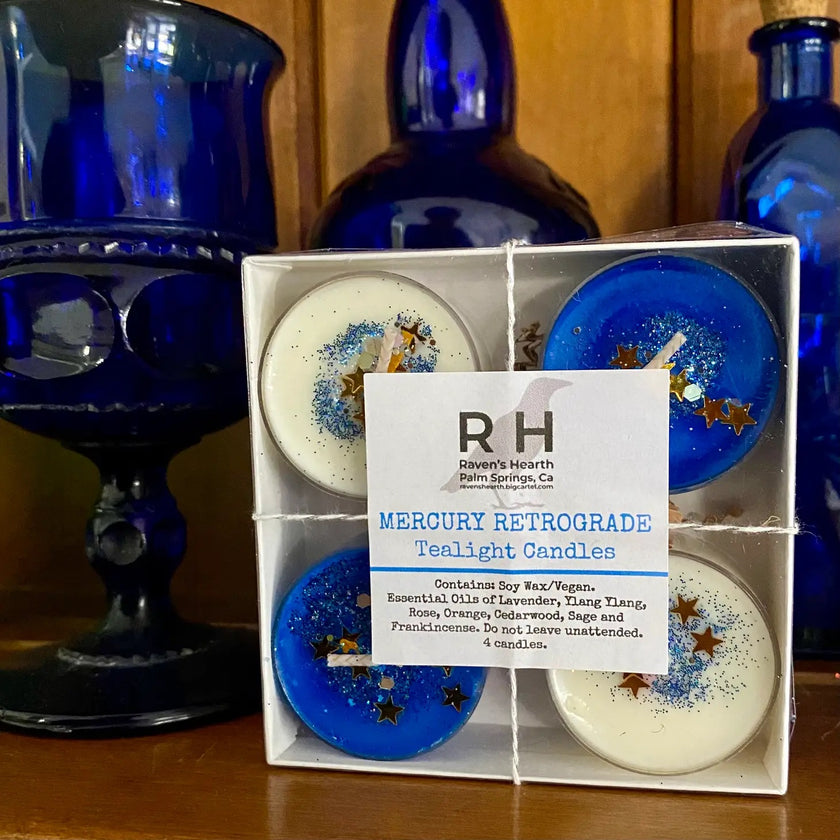 R H
Raven's Hearth
Palm Springs, Ca
ravenshearth.bigcartel.com
MERCURY RETROGRADE
Tealight Candles
Contains: Soy Wax/Vegan.
Essential Oils of Lavender, Ylang Ylang,
Rose, Orange, Cedarwood, Sage and
Frankincense. Do not leave unattended.
4 candles.